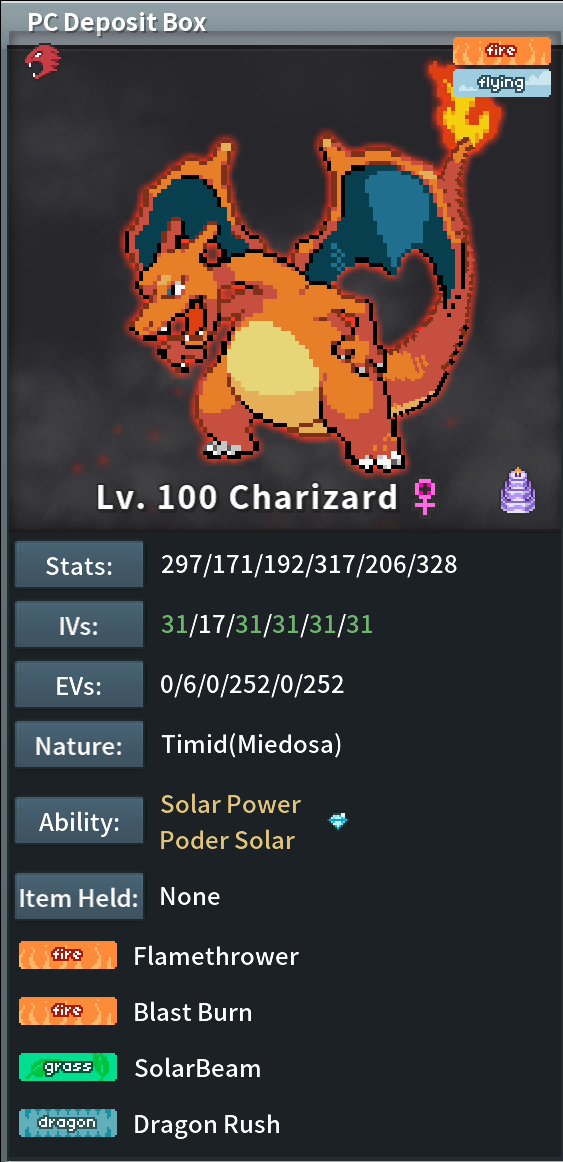 PC Deposit Box
fire
flying
Lv. 100 Charizard ♀
Stats: 297/171/192/317/206/328
IVs: 31/17/31/31/31/31
EVs: 0/6/0/252/0/252
Nature: Timid(Miedosa)
Ability: Solar Power
Poder Solar
Item Held: None
fire Flamethrower
fire Blast Burn
grass SolarBeam
dragon Dragon Rush